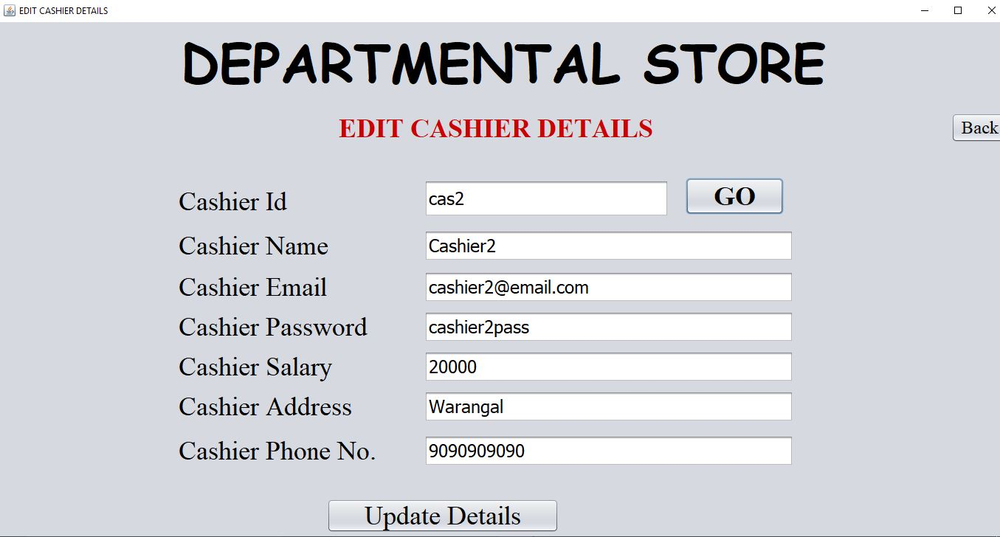 EDIT CASHIER DETAILS
DEPARTMENTAL STORE
EDIT CASHIER DETAILS
Back
Cashier Id cas2 GO
Cashier Name Cashier2
Cashier Email cashier2@email.com
Cashier Password cashier2pass
Cashier Salary 20000
Cashier Address Warangal
Cashier Phone No. 9090909090
Update Details